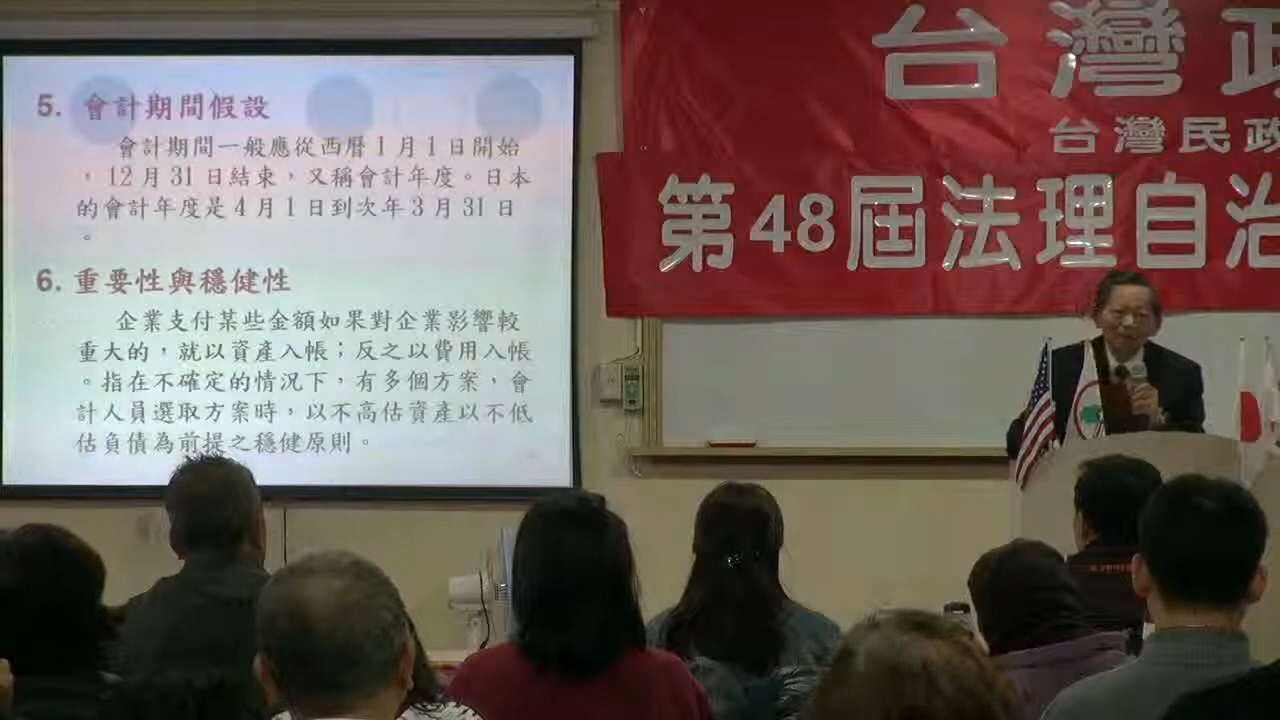 5. 會計期間假設
會計期間一般應從西曆1月1日開始
，12月31日結束，又稱會計年度。日本
的會計年度是4月1日到次年3月31日
。
6. 重要性與穩健性
企業支付某些金額如果對企業影響較
重大的，就以資產入帳；反之以費用入帳
。指在不確定的情況下，有多個方案，會
計人員選取方案時，以不高估資產以不低
估負債為前提之穩健原則。
台灣政
台灣民政
第48屆法理自治